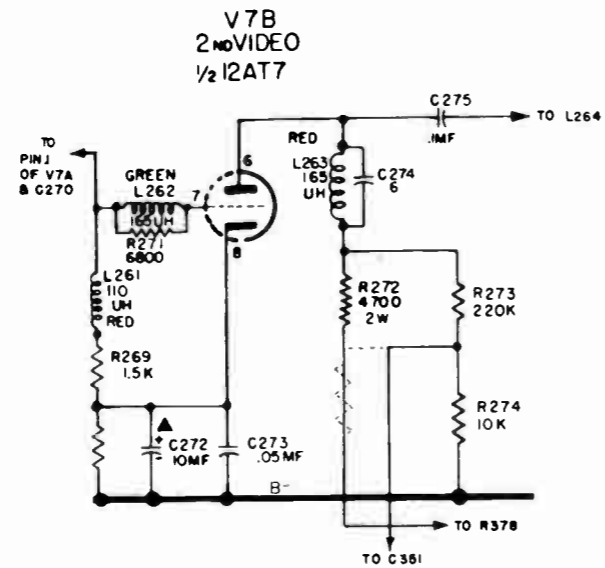 V7B
2ND VIDEO
1/2 12AT7
TO
PIN 1
OF V7A
& C270
GREEN
L262
165UH
R271
6800
7
6
8
RED
L263
165
UH
C274
6
C275
.1MF
TO L264
L261
110
UH
RED
R269
1.5K
R272
4700
2W
R273
220K
R274
10K
+
-
C272
10MF
C273
.05MF
B-
TO R378
TO C351